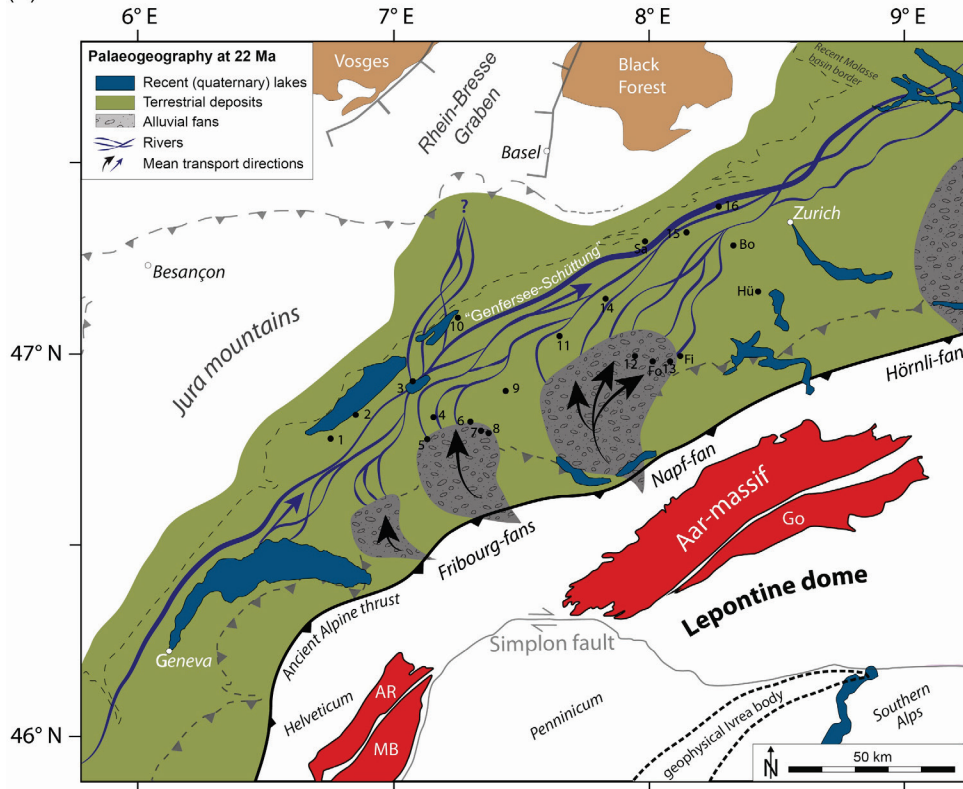 6° E
7° E
8° E
9° E
Palaeogeography at 22 Ma
Recent (quaternary) lakes
Terrestrial deposits
Alluvial fans
Rivers
Mean transport directions
Vosges
Rhein-Bresse
Graben
Black
Forest
Recent Molasse
basin border
Basel
Zurich
Besançon
Jura mountains
?
"Genfersee-Schüttung"
16
15
Sa
Bo
Hü
14
10
11
47° N
12
Fo
13
Fi
3
9
2
4
1
6
7
8
5
Hörnli-fan
Napf-fan
Fribourg-fans
Aar-massif
Go
Lepontine dome
Ancient Alpine thrust
Simplon fault
Geneva
Helveticum
AR
MB
Penninicum
geophysical Ivrea body
Southern
Alps
46° N
N
50 km